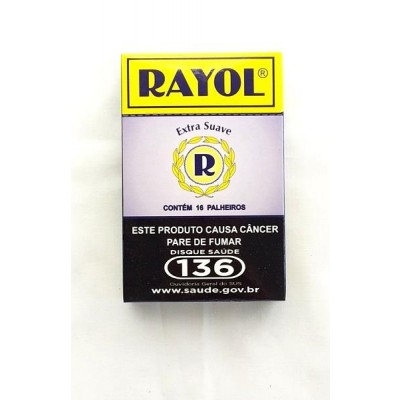 RAYOL®
Extra Suave
R
CONTÉM 16 PALHEIROS
ESTE PRODUTO CAUSA CÂNCER
PARE DE FUMAR
DISQUE SAÚDE
136
Ouvidoria Geral do SUS
www.saude.gov.br